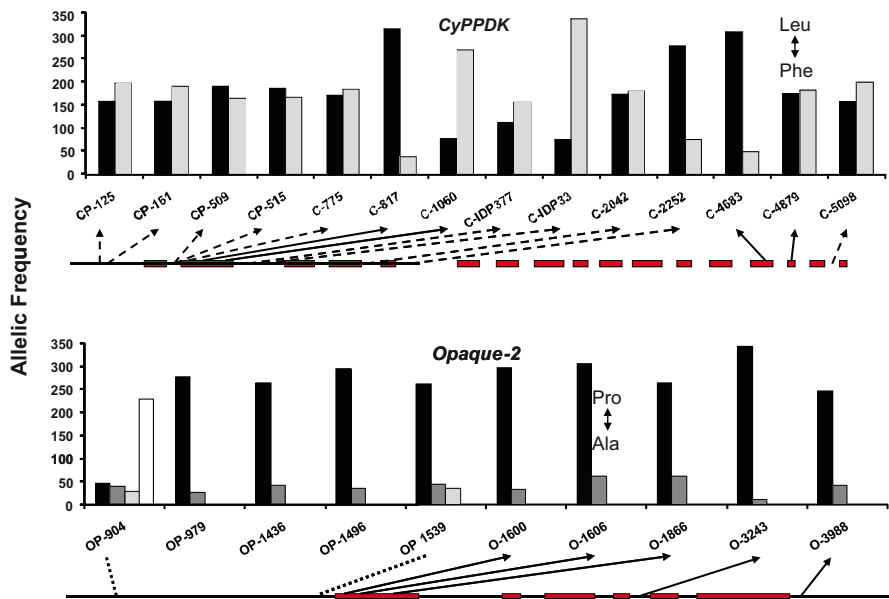 CyPPDK
350
300
250
200
150
100
50
0
Leu
Phe
CP-125
CP-151
CP-509
CP-515
C-775
C-817
C-1060
C-IDP377
C-IDP33
C-2042
C-2252
C-4683
C-4879
C-5098
Allelic Frequency
Opaque-2
350
300
250
200
150
100
50
0
Pro
Ala
OP-904
OP-979
OP-1436
OP-1496
OP 1539
O-1600
O-1606
O-1866
O-3243
O-3988